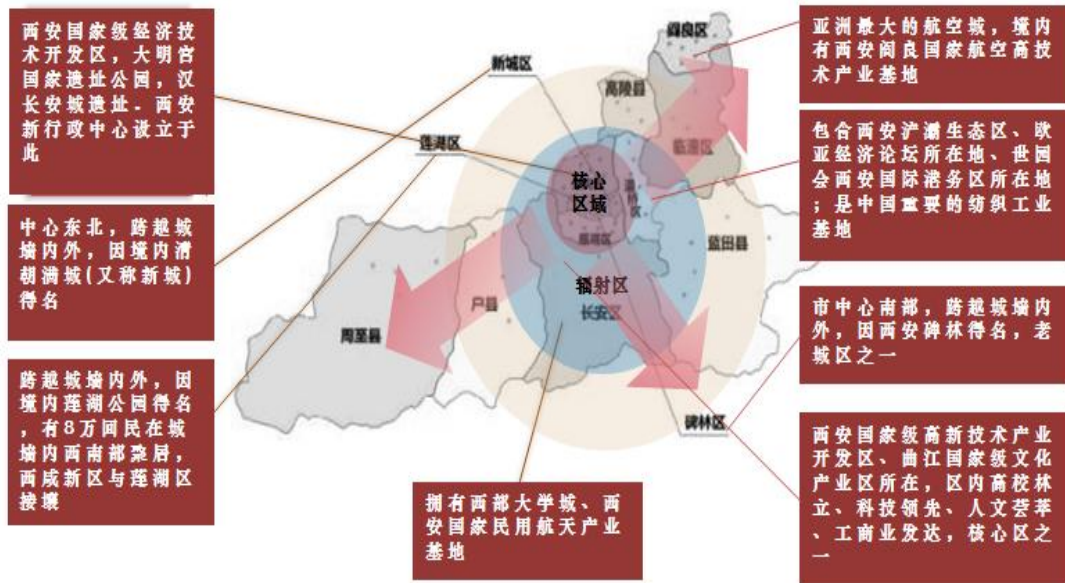 西安国家级经济技
术开发区，大明宫
国家遗址公园，汉
长安城遗址．西安
新行政中心设立于
此
中心东北，跨越城
墙内外，因境内清
朝满城(又称新城)
得名
跨越城墙内外，因
境内莲湖公园得名
，有8万回民在城
墙内西南部聚居，
西咸新区与莲湖区
接壤
阎良区
新城区
高陵县
莲湖区
临潼区
核心
区域
灞桥区
雁塔区
蓝田县
辐射区
长安区
户县
周至县
碑林区
拥有西部大学城、西
安国家民用航天产业
基地
亚洲最大的航空城，境内
有西安阎良国家航空高技
术产业基地
包含西安浐灞生态区、欧
亚经济论坛所在地、世园
会西安国际港务区所在地
；是中国重要的纺织工业
基地
市中心南部，跨越城墙内
外，因西安碑林得名，老
城区之一
西安国家级高新技术产业
开发区、曲江国家级文化
产业区所在，区内高校林
立、科技领先、人文荟萃
、工商业发达，核心区之
一